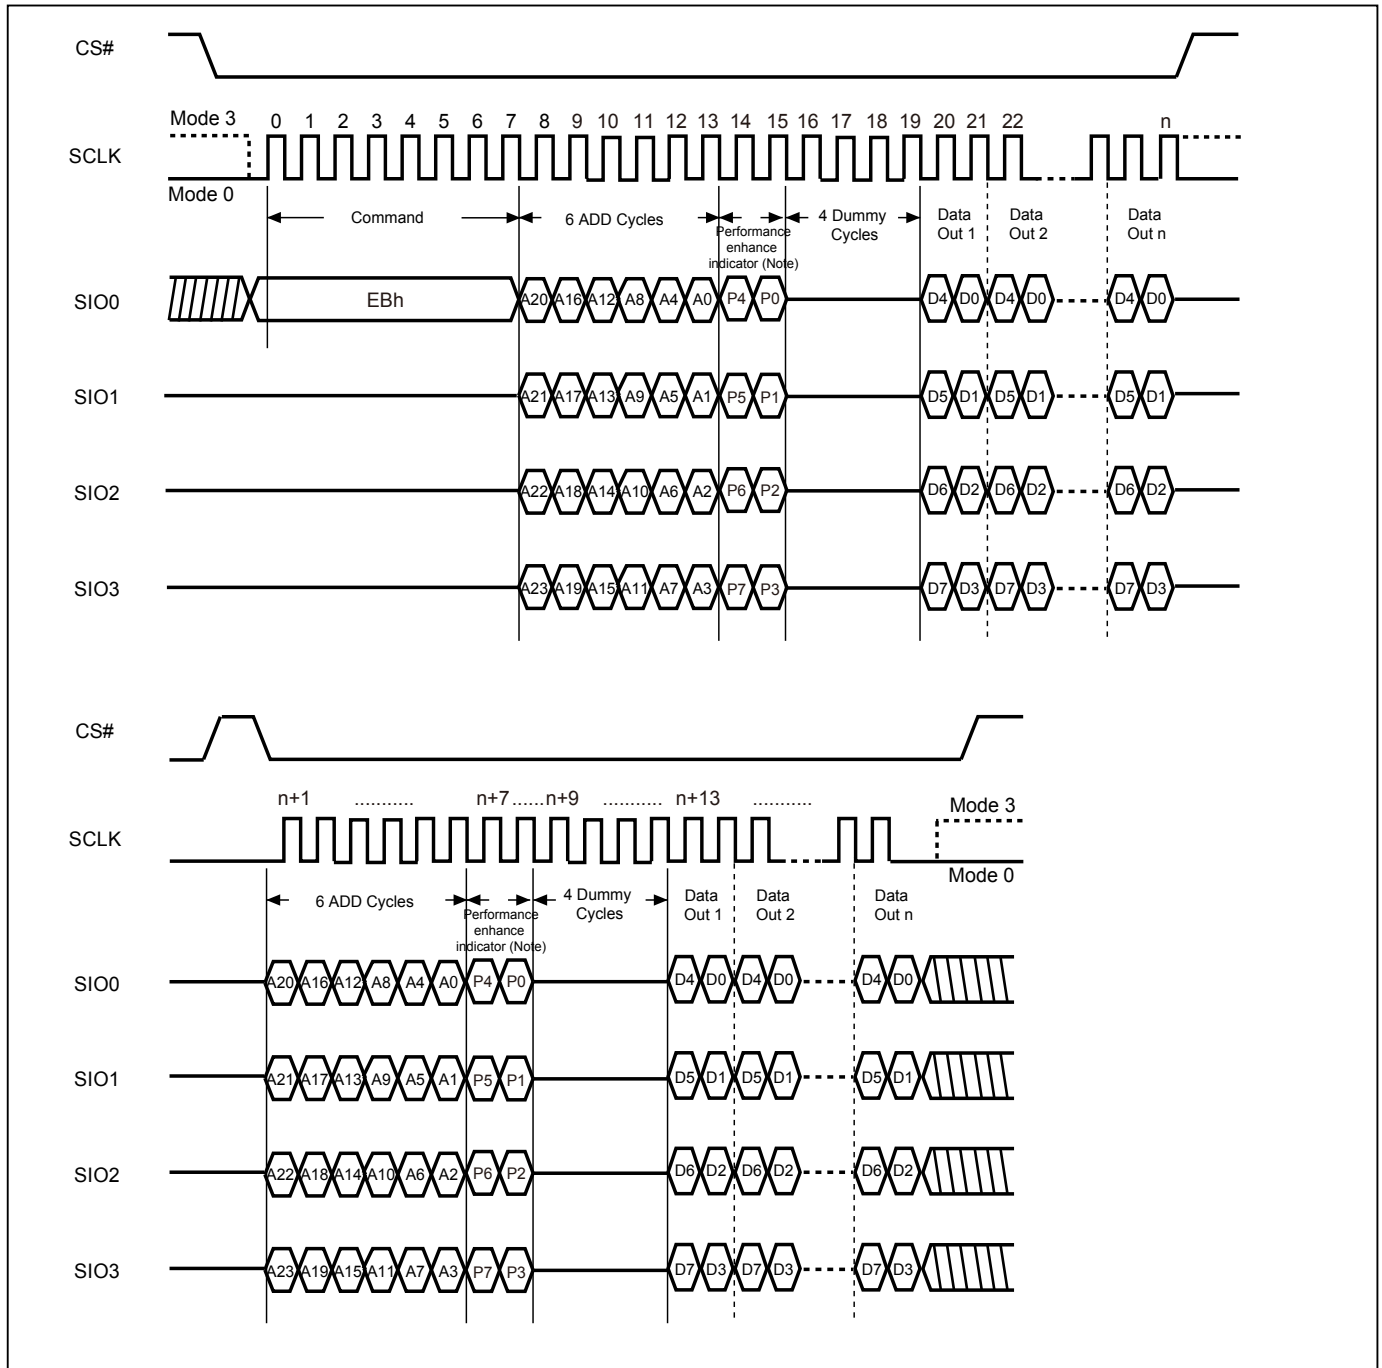 CS#
Mode 3
0 1 2 3 4 5 6 7 8 9 10 11 12 13 14 15 16 17 18 19 20 21 22 n
SCLK
Mode 0
Command
6 ADD Cycles
Performance
enhance
indicator (Note)
4 Dummy
Cycles
Data
Out 1
Data
Out 2
Data
Out n
SIO0 EBh A20 A16 A12 A8 A4 A0 P4 P0 D4 D0 D4 D0 D4 D0
SIO1 A21 A17 A13 A9 A5 A1 P5 P1 D5 D1 D5 D1 D5 D1
SIO2 A22 A18 A14 A10 A6 A2 P6 P2 D6 D2 D6 D2 D6 D2
SIO3 A23 A19 A15 A11 A7 A3 P7 P3 D7 D3 D7 D3 D7 D3
CS#
n+1 ........... n+7 ...... n+9 ........... n+13 ...........
Mode 3
SCLK
Mode 0
6 ADD Cycles
Performance
enhance
indicator (Note)
4 Dummy
Cycles
Data
Out 1
Data
Out 2
Data
Out n
SIO0 A20 A16 A12 A8 A4 A0 P4 P0 D4 D0 D4 D0 D4 D0
SIO1 A21 A17 A13 A9 A5 A1 P5 P1 D5 D1 D5 D1 D5 D1
SIO2 A22 A18 A14 A10 A6 A2 P6 P2 D6 D2 D6 D2 D6 D2
SIO3 A23 A19 A15 A11 A7 A3 P7 P3 D7 D3 D7 D3 D7 D3